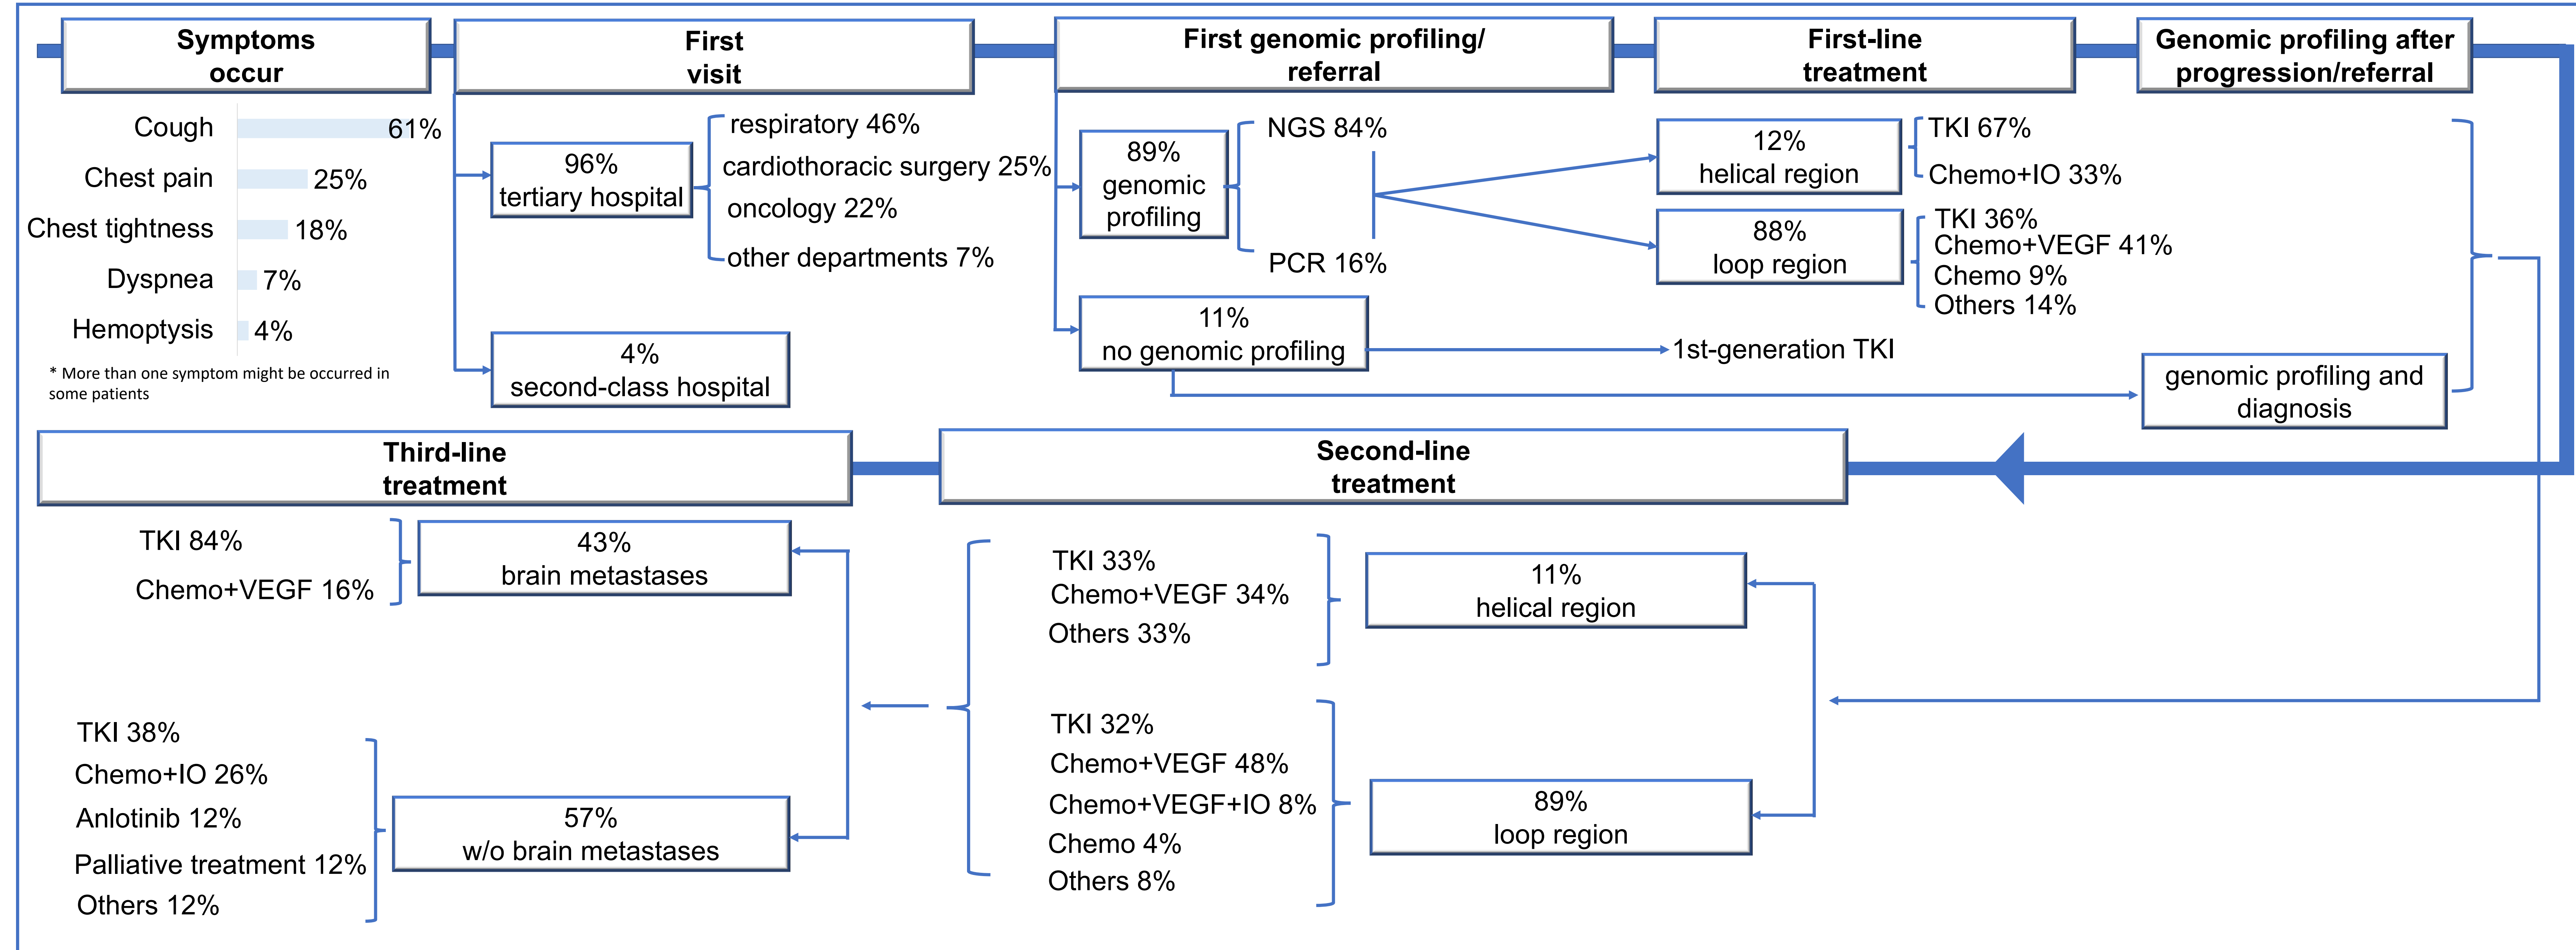 Symptoms
occur
First
visit
First genomic profiling/
referral
First-line
treatment
Genomic profiling after
progression/referral
Cough
61%
Chest pain
25%
Chest tightness
18%
Dyspnea
7%
Hemoptysis
4%
* More than one symptom might be occurred in
some patients
96%
tertiary hospital
respiratory 46%
cardiothoracic surgery 25%
oncology 22%
other departments 7%
4%
second-class hospital
89%
genomic
profiling
NGS 84%
PCR 16%
11%
no genomic profiling
12%
helical region
TKI 67%
Chemo+IO 33%
88%
loop region
TKI 36%
Chemo+VEGF 41%
Chemo 9%
Others 14%
1st-generation TKI
genomic profiling and
diagnosis
Third-line
treatment
Second-line
treatment
TKI 84%
Chemo+VEGF 16%
43%
brain metastases
TKI 38%
Chemo+IO 26%
Anlotinib 12%
Palliative treatment 12%
Others 12%
57%
w/o brain metastases
TKI 33%
Chemo+VEGF 34%
Others 33%
11%
helical region
TKI 32%
Chemo+VEGF 48%
Chemo+VEGF+IO 8%
Chemo 4%
Others 8%
89%
loop region